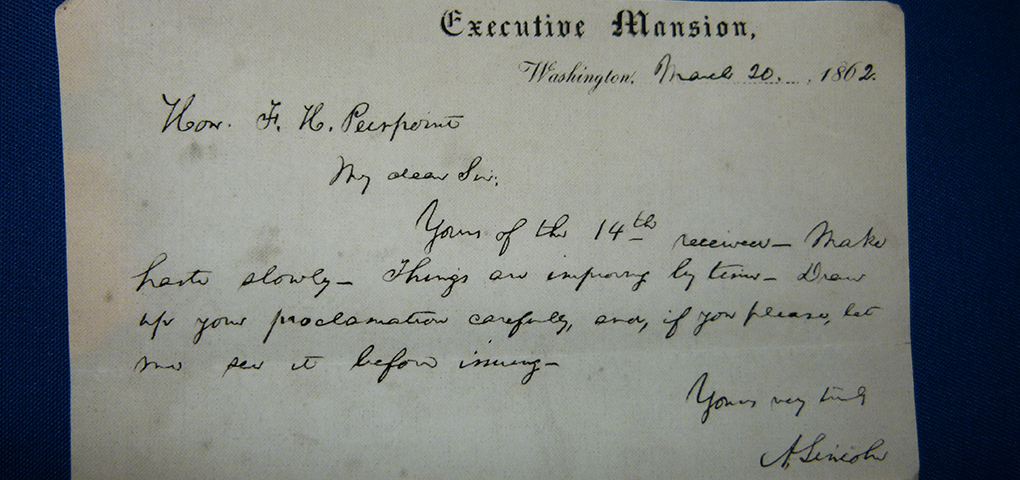 Executive Mansion,
Washington, March 20. , 1862.
Hon. F. H. Peirpoint
My dear Sir:
Yours of the 14th received — Make
haste slowly — Things are improving by time — Draw
up your proclamation carefully, and, if you please, let
me see it before issuing —
Yours very truly
A. Lincoln